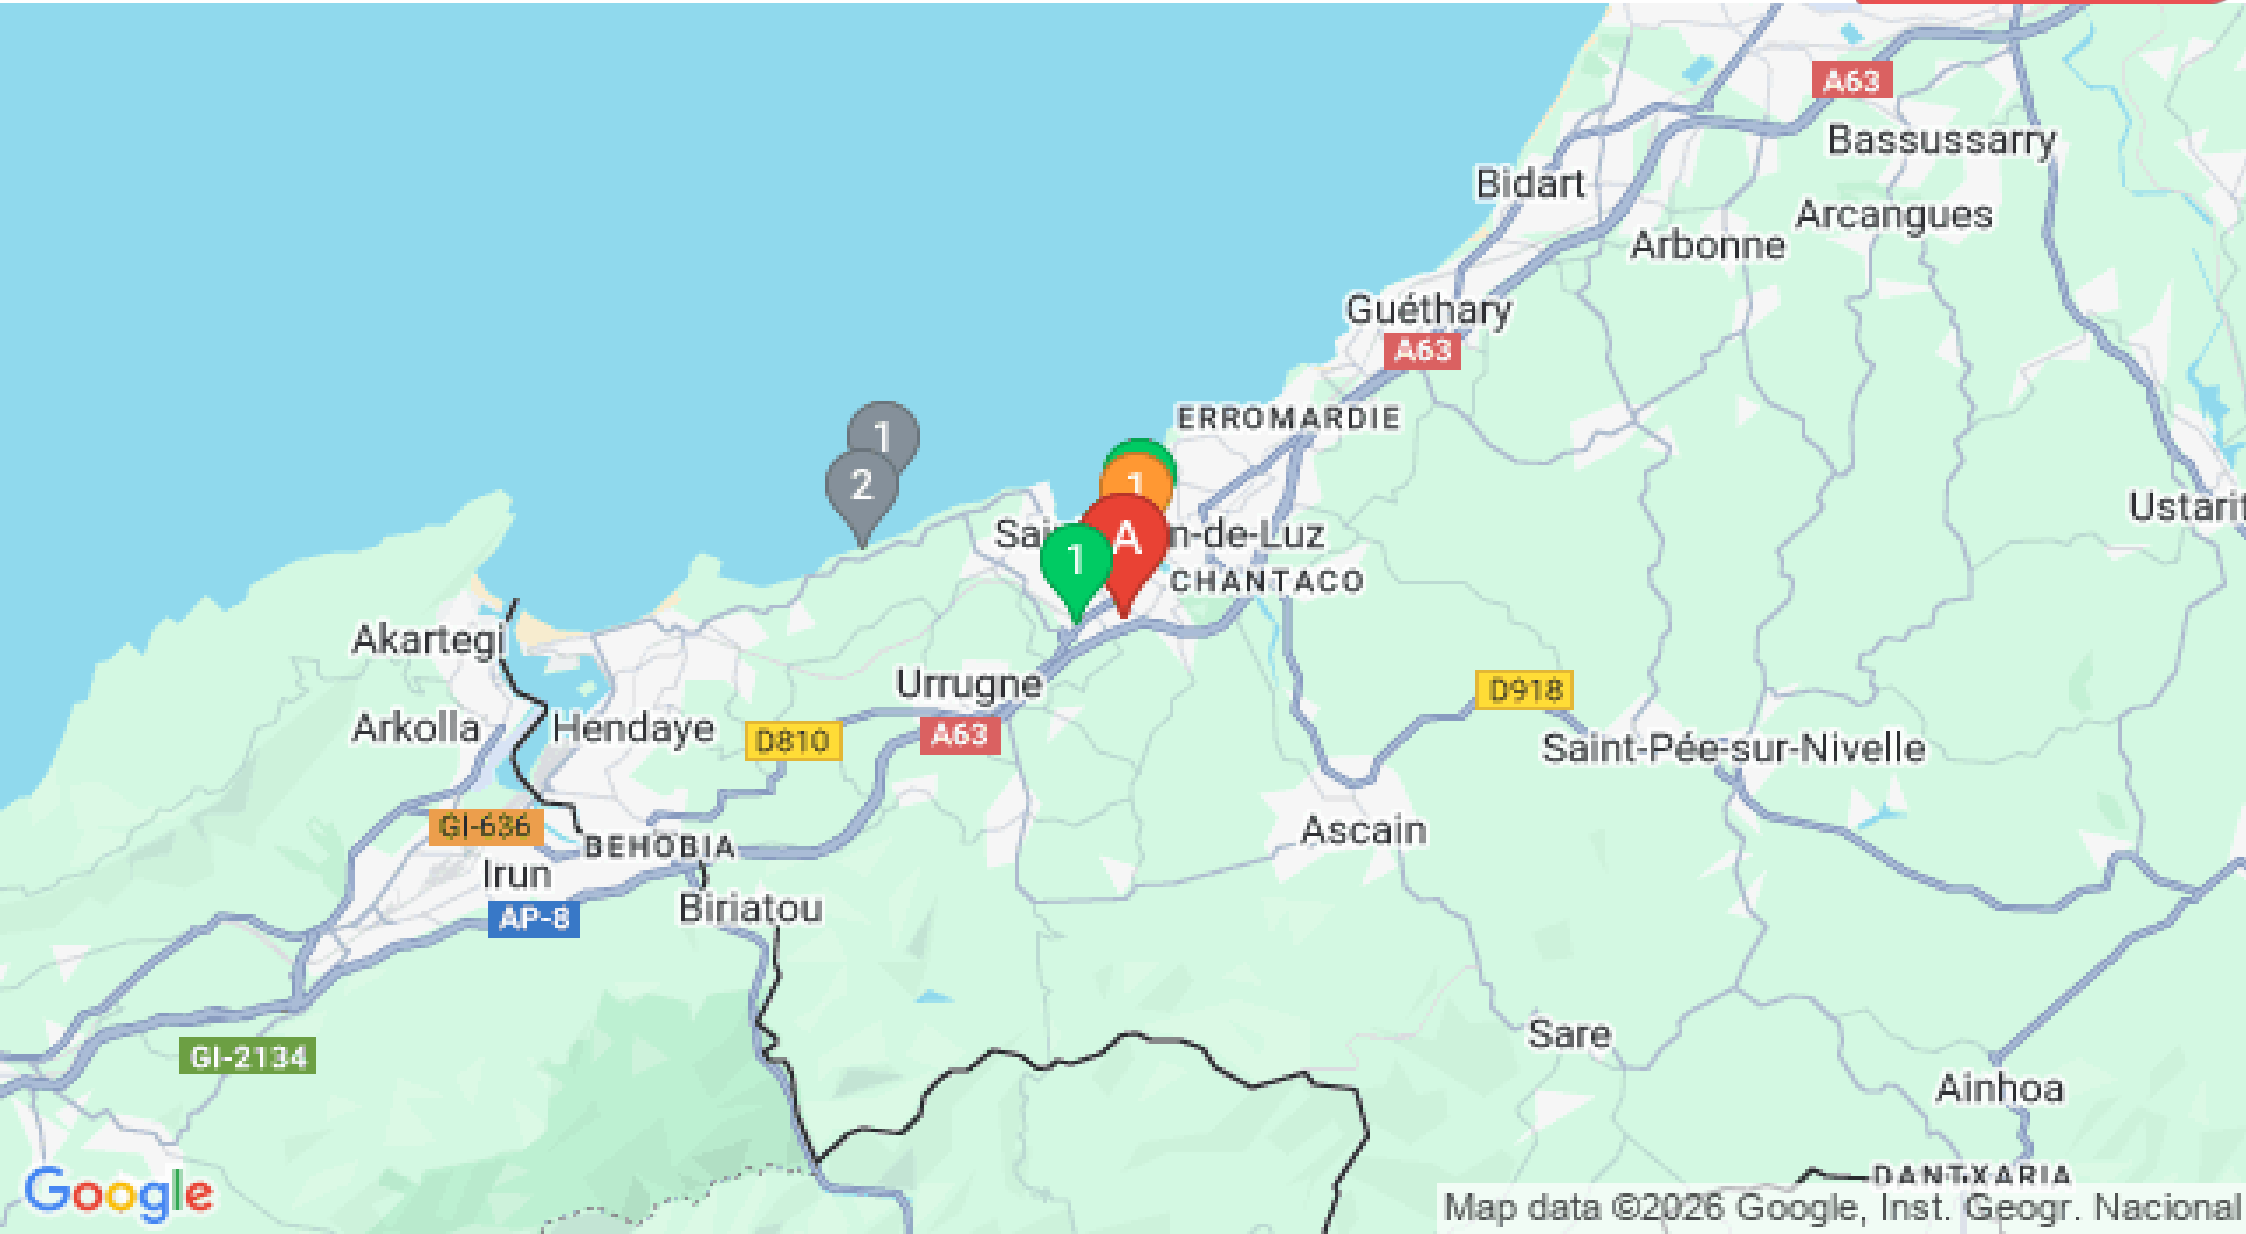 A63
Bassussarry
Bidart
Arcangues
Arbonne
Guéthary
A63
ERROMARDIE
1
2
1
Ustarit
Sai
n-de-Luz
A
1
CHANTACO
Akartegi
Urrugne
D918
Arkolla
Hendaye
D810
A63
Saint-Pée-sur-Nivelle
GI-636
BEHOBIA
Ascain
Irun
AP-8
Biriatou
Sare
GI-2134
Ainhoa
DANTXARIA
Google
Map data ©2026 Google, Inst. Geogr. Nacional